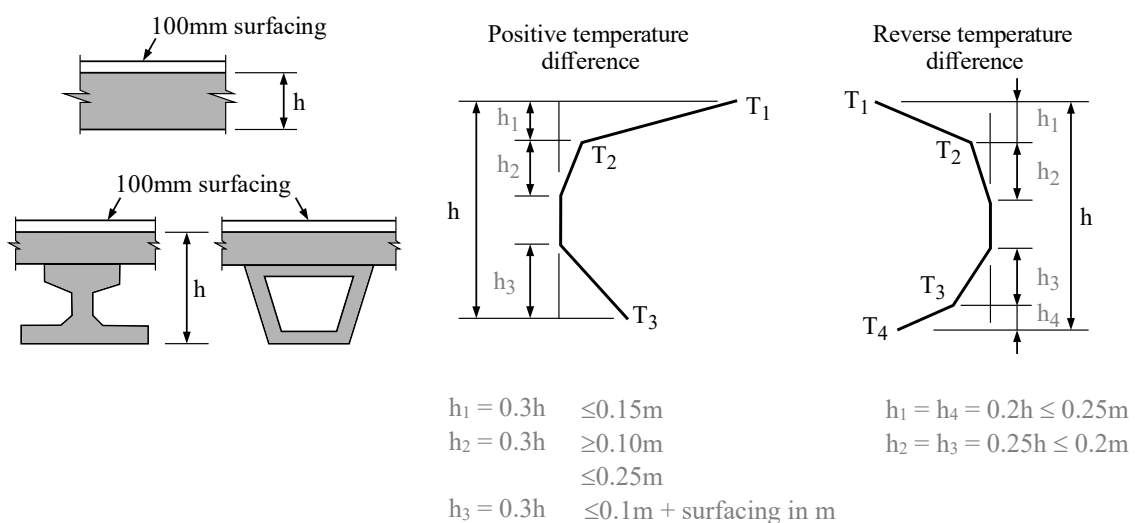 100mm surfacing
h
100mm surfacing
h
Positive temperature
difference
h
h₁
h₂
h₃
T₁
T₂
T₃
h₁ = 0.3h ≤0.15m
h₂ = 0.3h ≥0.10m
≤0.25m
h₃ = 0.3h ≤0.1m + surfacing in m
Reverse temperature
difference
T₁
T₂
T₃
T₄
h₁
h₂
h
h₃
h₄
h₁ = h₄ = 0.2h ≤ 0.25m
h₂ = h₃ = 0.25h ≤ 0.2m